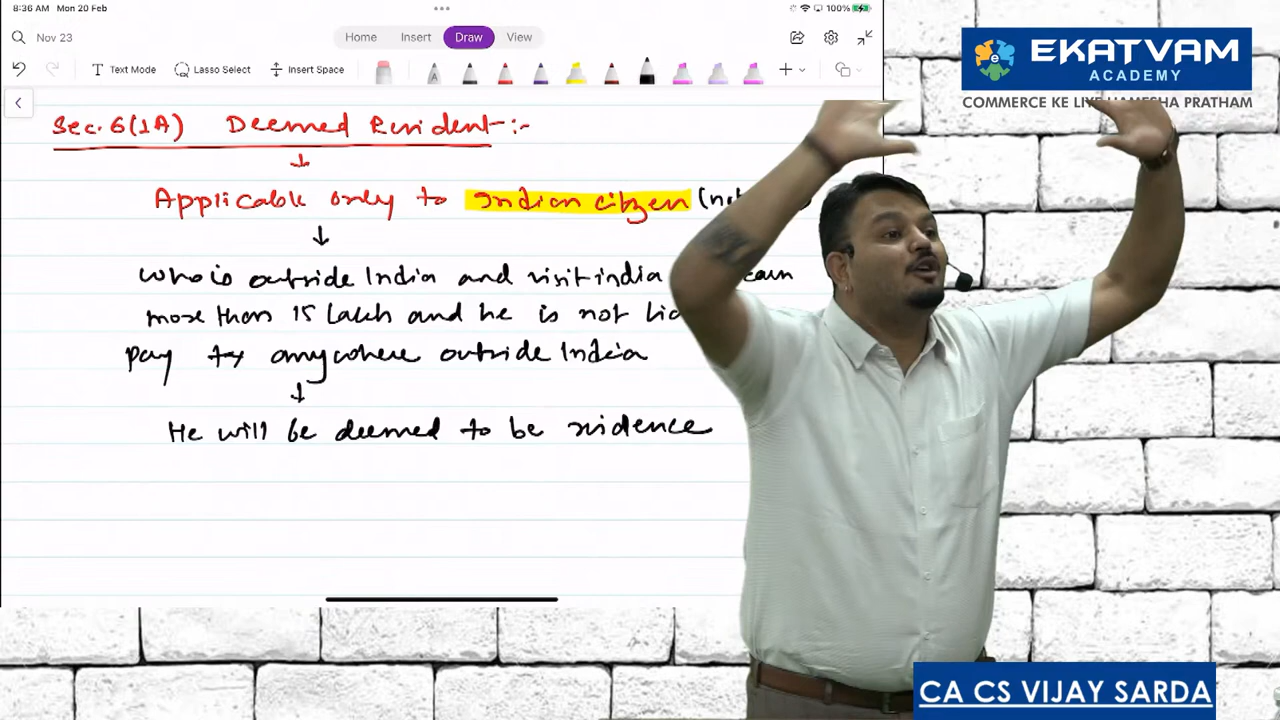 8:36 AM Mon 20 Feb
100%
Nov 23
Home Insert Draw View
Text Mode Lasso Select Insert Space
Sec. 6(1A) Deemed Resident :-
Applicable only to Indian citizen
who is outside India and visit india
more than 15 Lakh and he is not
pay tax anywhere outside India
He will be deemed to be
EKATVAM
ACADEMY
COMMERCE KE LIYE HAMESHA PRATHAM
CA CS VIJAY SARDA